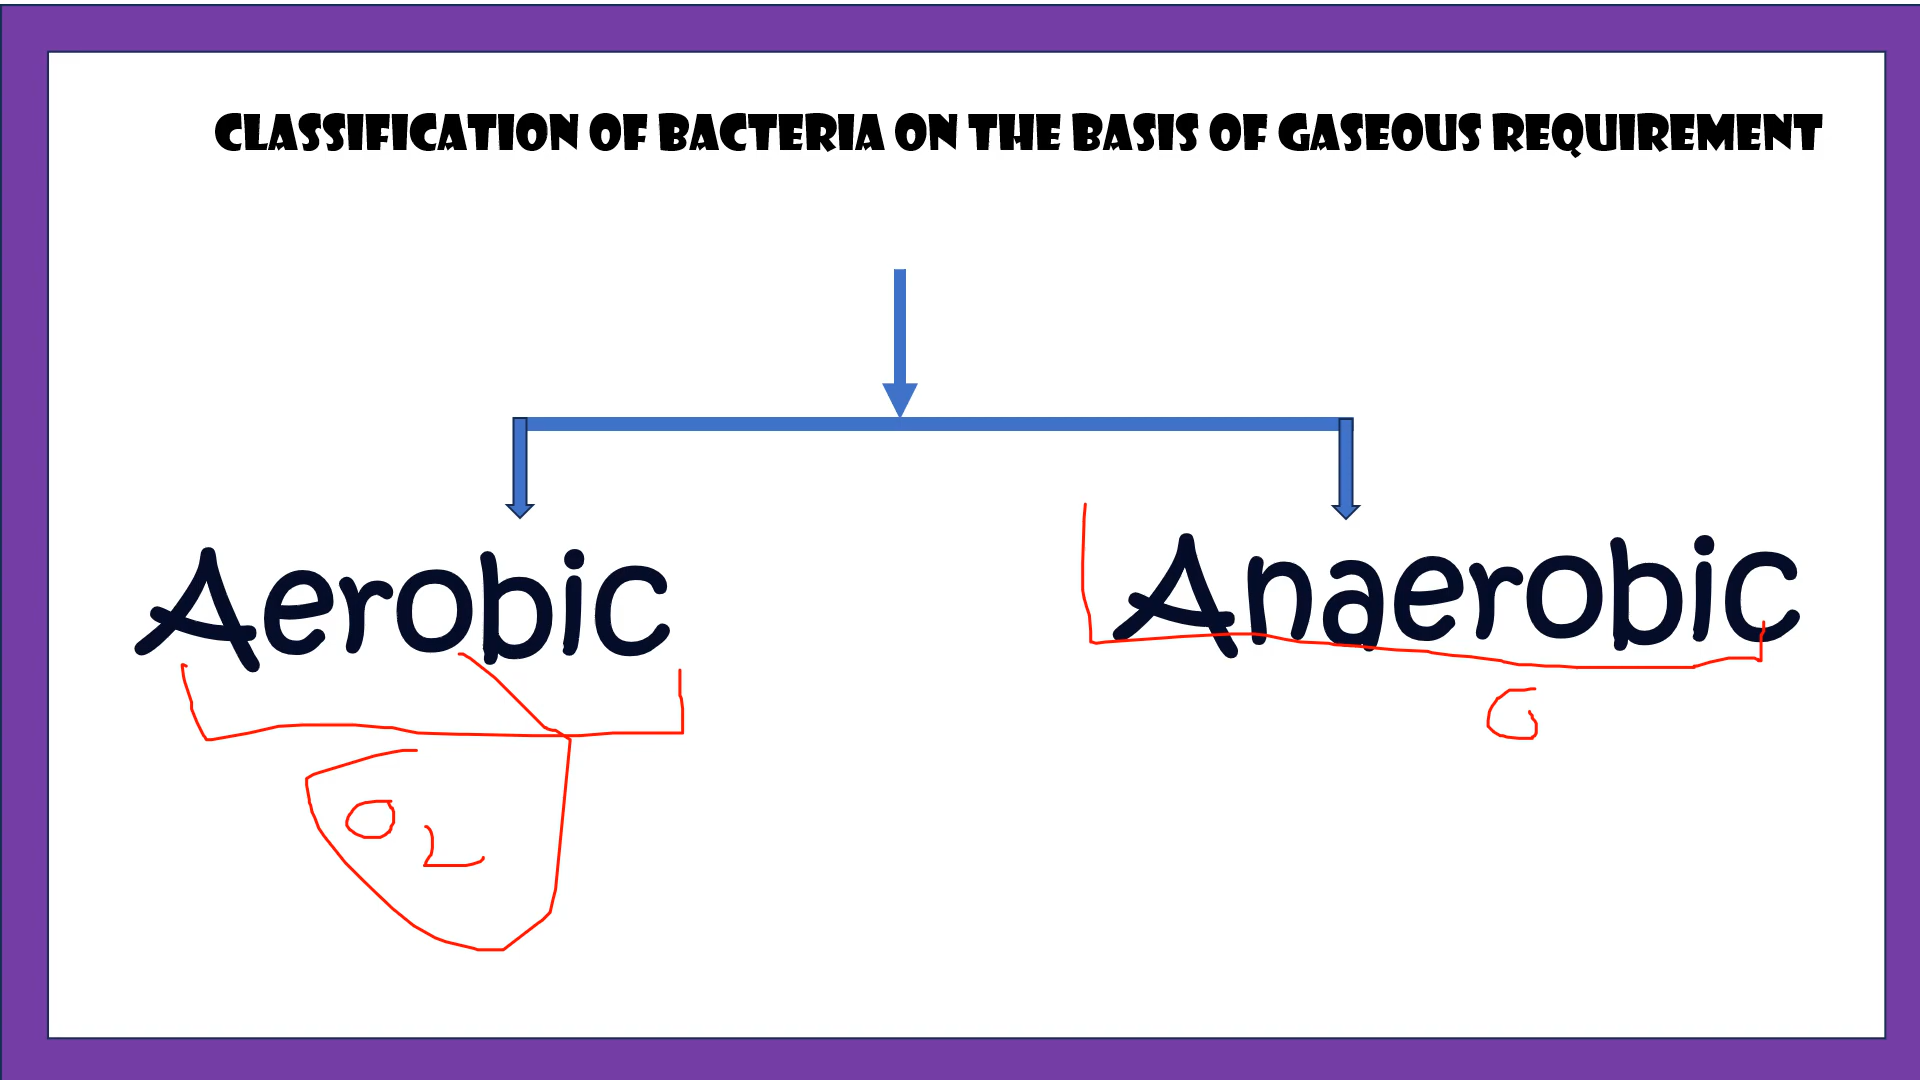 CLASSIFICATION OF BACTERIA ON THE BASIS OF GASEOUS REQUIREMENT
Aerobic
Anaerobic
O2